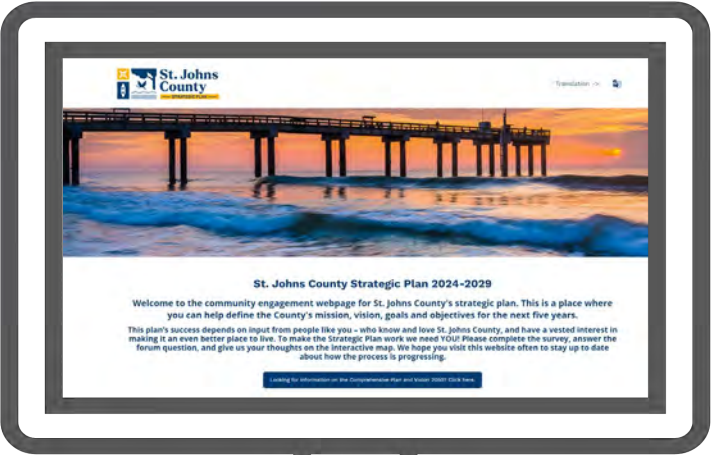 St. Johns
County
STRATEGIC PLAN
Translation ->
St. Johns County Strategic Plan 2024-2029
Welcome to the community engagement webpage for St. Johns County's strategic plan. This is a place where
you can help define the County's mission, vision, goals and objectives for the next five years.
This plan's success depends on input from people like you – who know and love St. Johns County, and have a vested interest in
making it an even better place to live. To make the Strategic Plan work we need YOU! Please complete the survey, answer the
forum question, and give us your thoughts on the interactive map. We hope you visit this website often to stay up to date
about how the process is progressing.
Looking for information on the Comprehensive Plan and Vision 2050? Click here.